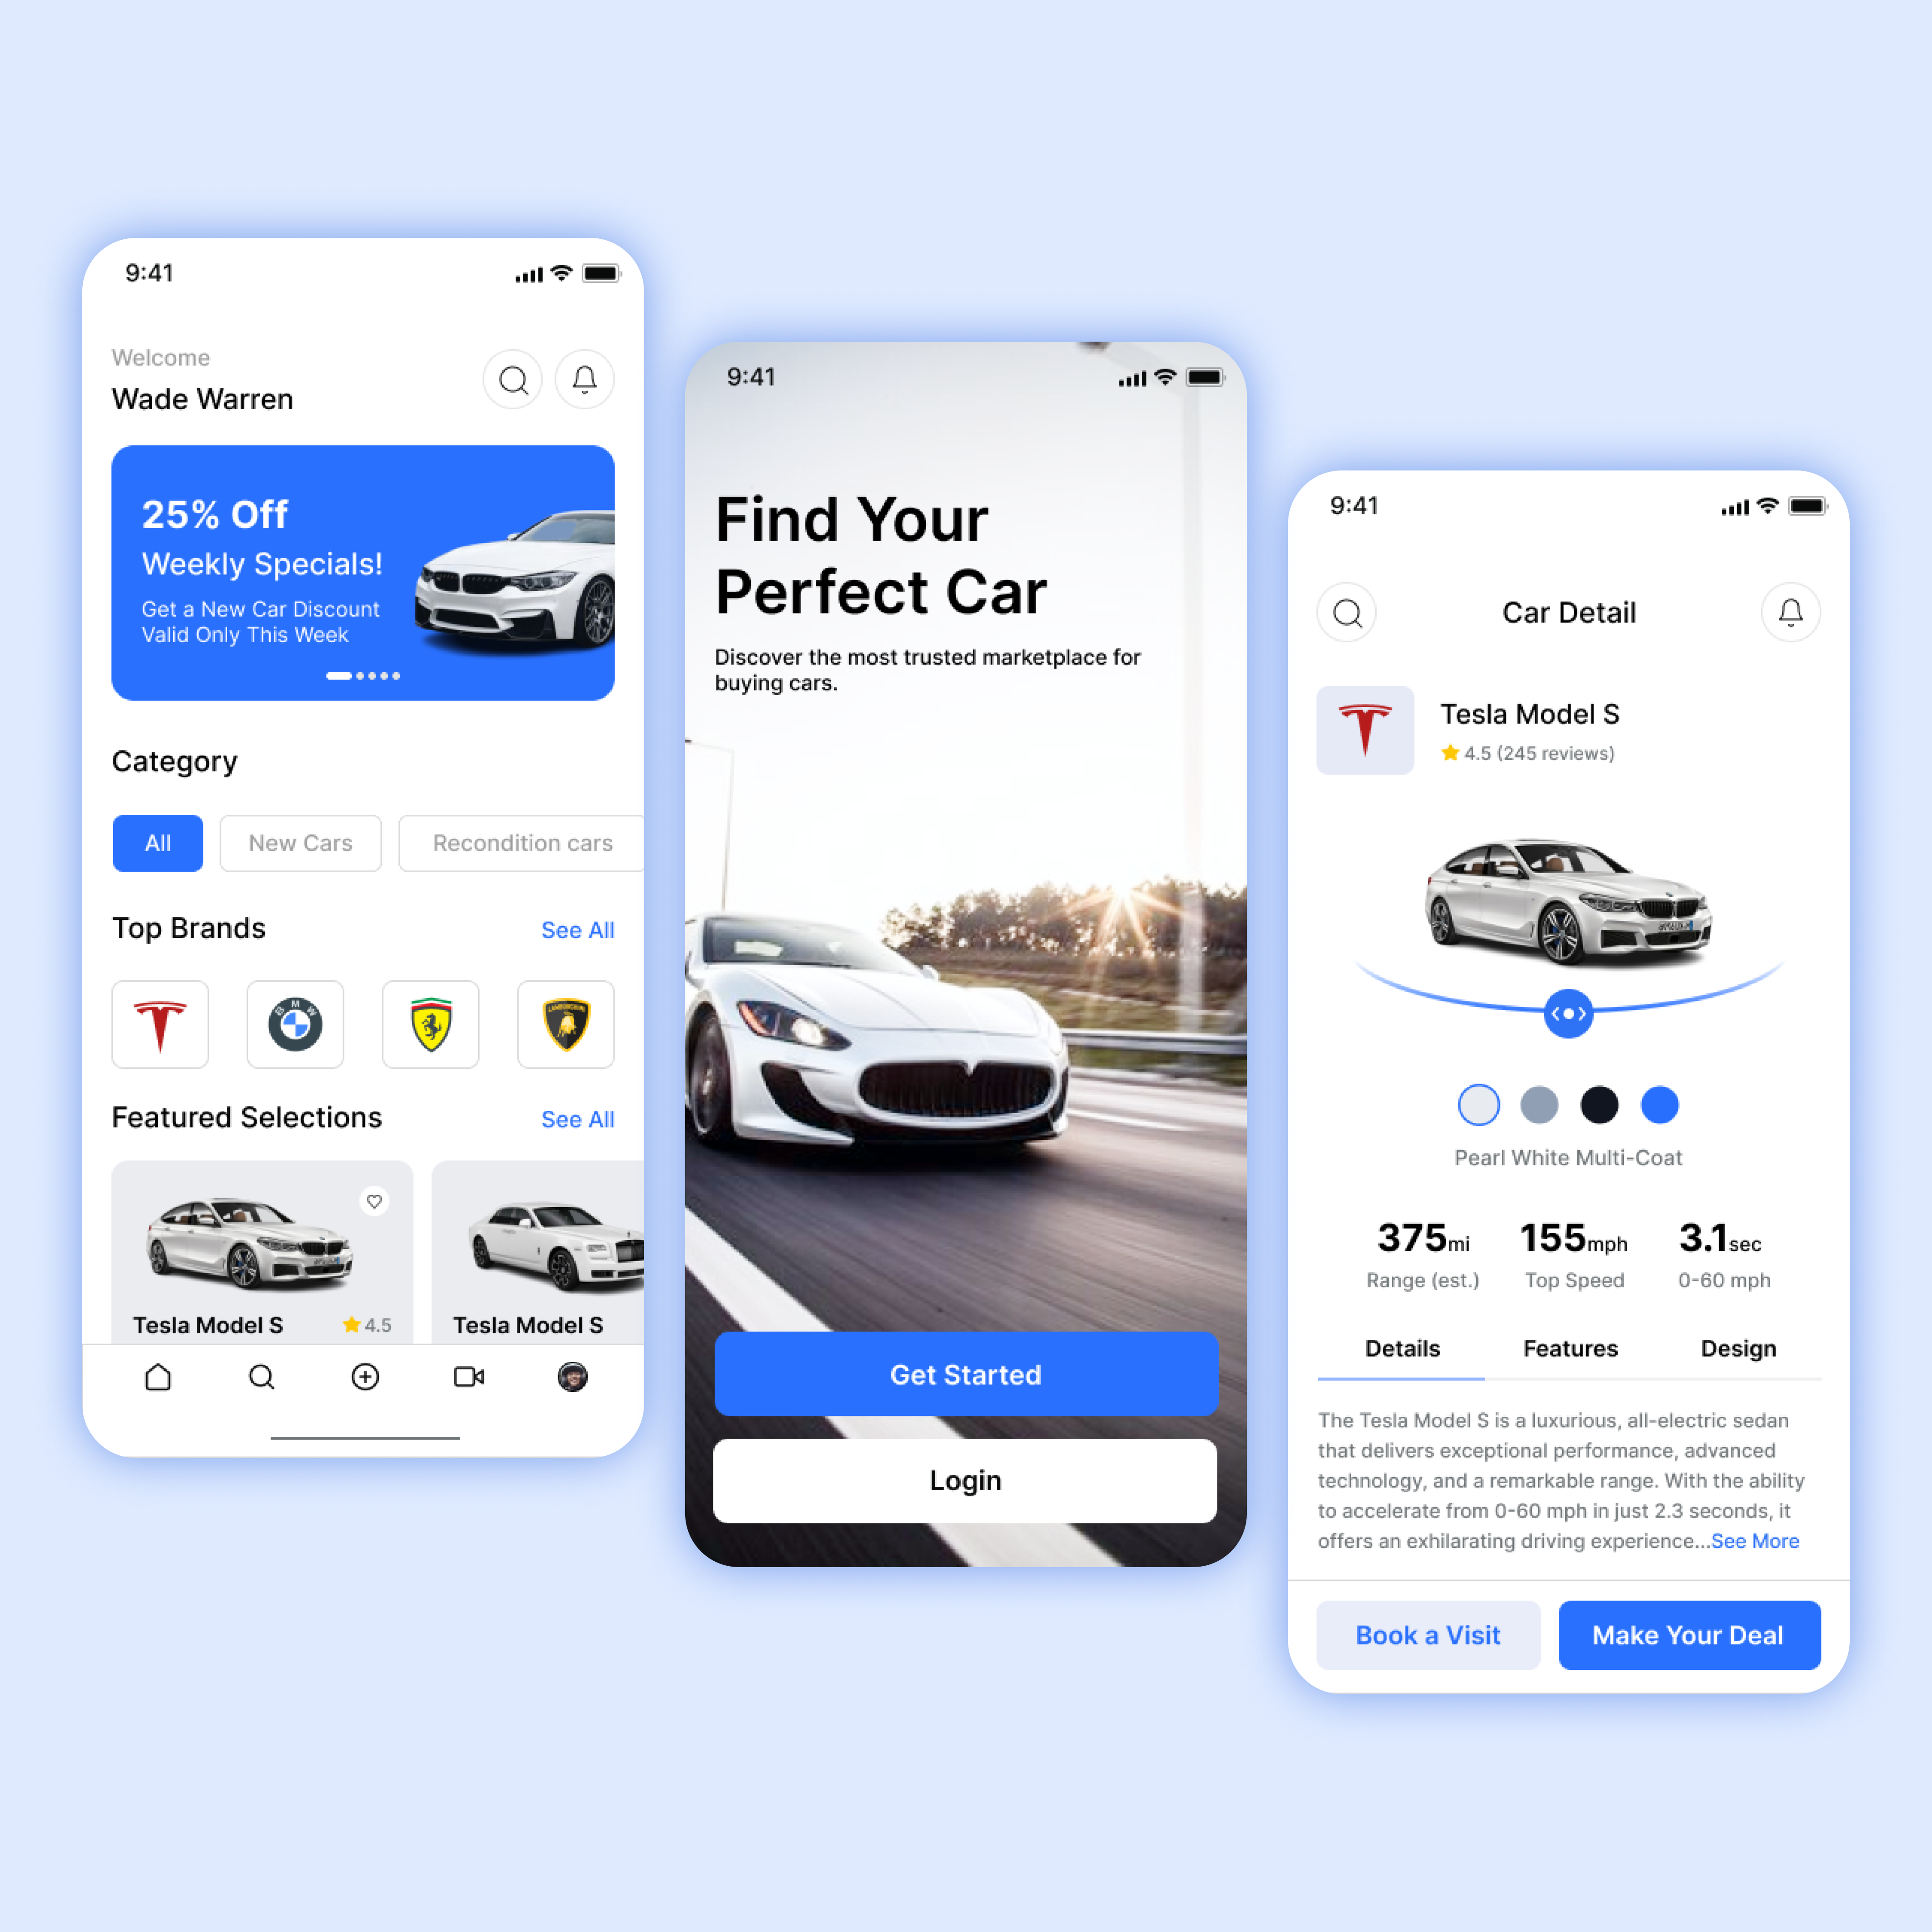 9:41
Welcome
Wade Warren
25% Off
Weekly Specials!
Get a New Car Discount
Valid Only This Week
Category
All
New Cars
Recondition cars
Top Brands
See All
BMW
LAMBORGHINI
Featured Selections
See All
Tesla Model S
4.5
Tesla Model S
9:41
Find Your
Perfect Car
Discover the most trusted marketplace for
buying cars.
Get Started
Login
9:41
Car Detail
Tesla Model S
4.5 (245 reviews)
Pearl White Multi-Coat
375mi
155mph
3.1sec
Range (est.)
Top Speed
0-60 mph
Details
Features
Design
The Tesla Model S is a luxurious, all-electric sedan
that delivers exceptional performance, advanced
technology, and a remarkable range. With the ability
to accelerate from 0-60 mph in just 2.3 seconds, it
offers an exhilarating driving experience...See More
Book a Visit
Make Your Deal